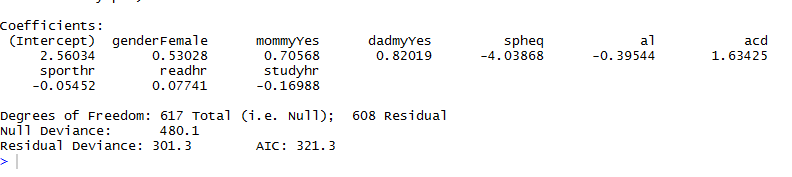 Coefficients:
(Intercept) genderFemale mommyYes dadmyYes spheq al acd
2.56034 0.53028 0.70568 0.82019 -4.03868 -0.39544 1.63425
sporthr readhr studyhr
-0.05452 0.07741 -0.16988
Degrees of Freedom: 617 Total (i.e. Null); 608 Residual
Null Deviance: 480.1
Residual Deviance: 301.3 AIC: 321.3
>